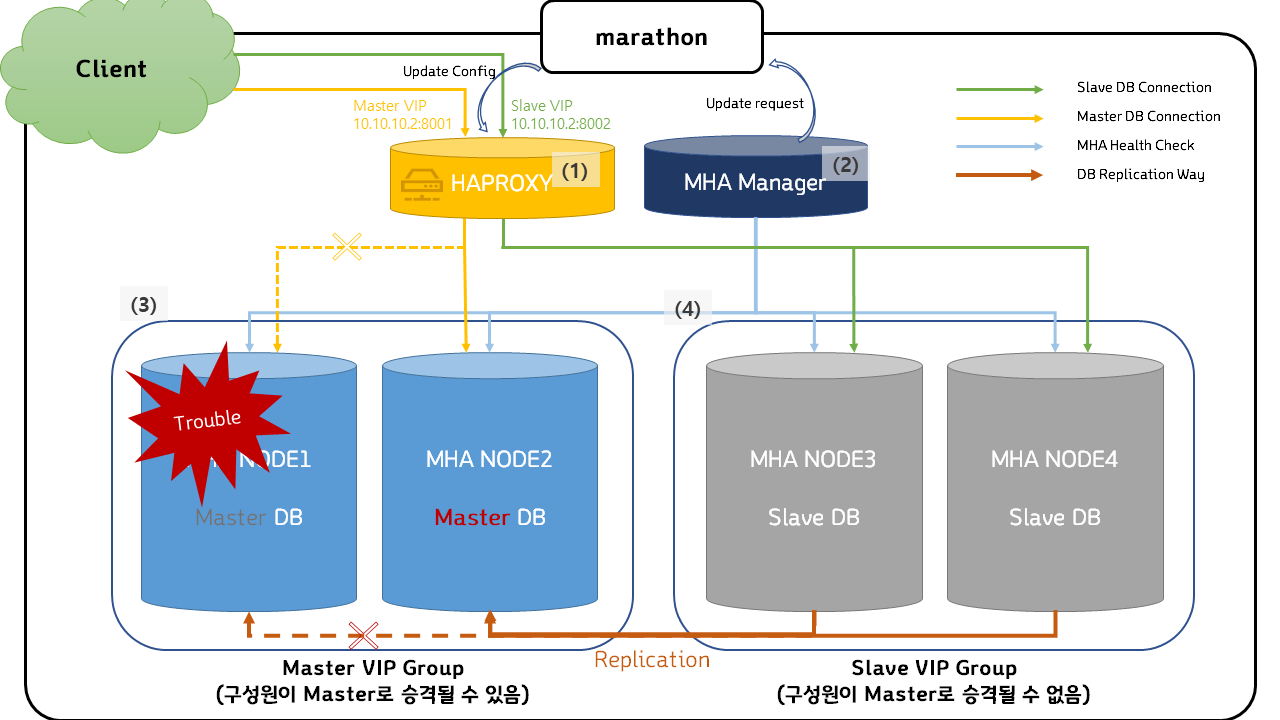 marathon
Client
Update Config
Update request
Master VIP
10.10.10.2:8001
Slave VIP
10.10.10.2:8002
Slave DB Connection
Master DB Connection
MHA Health Check
DB Replication Way
HAPROXY
(1)
MHA Manager
(2)
(3)
(4)
Trouble
MHA NODE1
Master DB
MHA NODE2
Master DB
MHA NODE3
Slave DB
MHA NODE4
Slave DB
Replication
Master VIP Group
(구성원이 Master로 승격될 수 있음)
Slave VIP Group
(구성원이 Master로 승격될 수 없음)